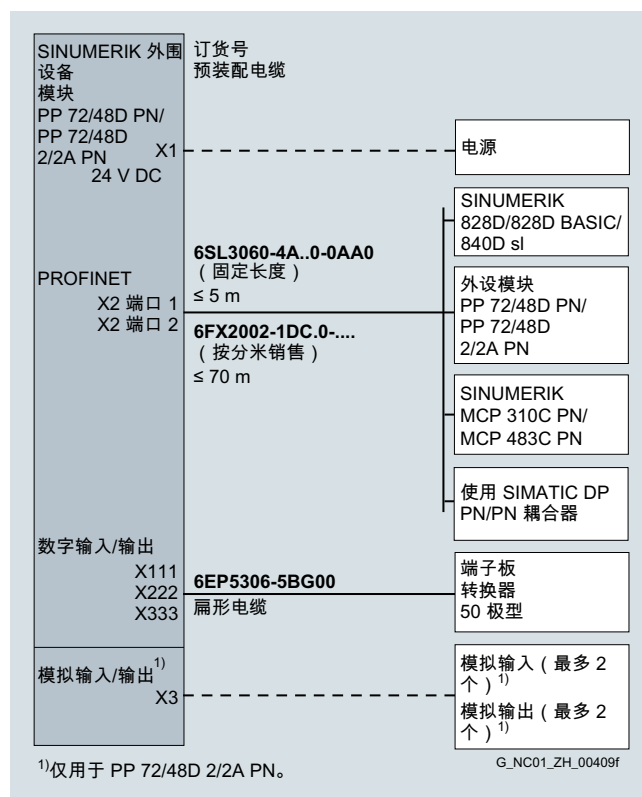 SINUMERIK 外围
设备
模块
PP 72/48D PN/
PP 72/48D
2/2A PN
X1
24 V DC
订货号
预装配电缆
电源
PROFINET
X2 端口 1
X2 端口 2
6SL3060-4A..0-0AA0
（固定长度）
≤ 5 m
6FX2002-1DC.0-....
（按分米销售）
≤ 70 m
SINUMERIK
828D/828D BASIC/
840D sl
外设模块
PP 72/48D PN/
PP 72/48D
2/2A PN
SINUMERIK
MCP 310C PN/
MCP 483C PN
使用 SIMATIC DP
PN/PN 耦合器
数字输入/输出
X111
X222
X333
6EP5306-5BG00
扁形电缆
端子板
转换器
50 极型
模拟输入/输出1)
X3
模拟输入（最多 2
个）1)
模拟输出（最多 2
个）1)
1)仅用于 PP 72/48D 2/2A PN。
G_NC01_ZH_00409f